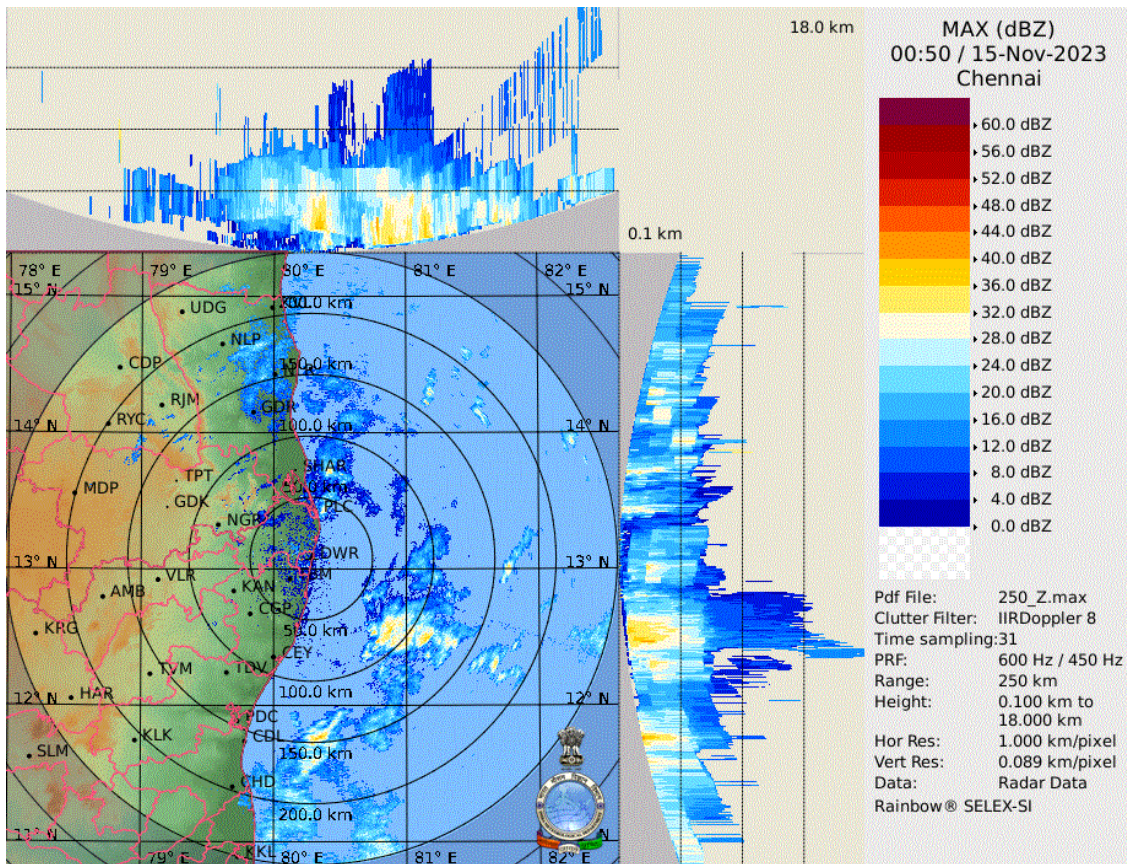 18.0 km
0.1 km
MAX (dBZ)
00:50 / 15-Nov-2023
Chennai
60.0 dBZ
56.0 dBZ
52.0 dBZ
48.0 dBZ
44.0 dBZ
40.0 dBZ
36.0 dBZ
32.0 dBZ
28.0 dBZ
24.0 dBZ
20.0 dBZ
16.0 dBZ
12.0 dBZ
8.0 dBZ
4.0 dBZ
0.0 dBZ
Pdf File: 250_Z.max
Clutter Filter: IIRDoppler 8
Time sampling:31
PRF: 600 Hz / 450 Hz
Range: 250 km
Height: 0.100 km to
18.000 km
Hor Res: 1.000 km/pixel
Vert Res: 0.089 km/pixel
Data: Radar Data
Rainbow® SELEX-SI
78° E 79° E 80° E 81° E 82° E
15° N 15° N
UDG
NLP
150.0 km
CDP
RJM
GDR
RYC
100.0 km
14° N 14° N
SHAR
TPT
MDP
GDK
PLC
NGR
DWR
13° N 13° N
VLR
AMB
KAN
CGP
KRG
50.0 km
CEY
TVM
TDV
100.0 km
HAR
12° N 12° N
PDC
CDL
KLK
SLM
150.0 km
CHD
200.0 km
KKL
79° E 80° E 81° E 82° E